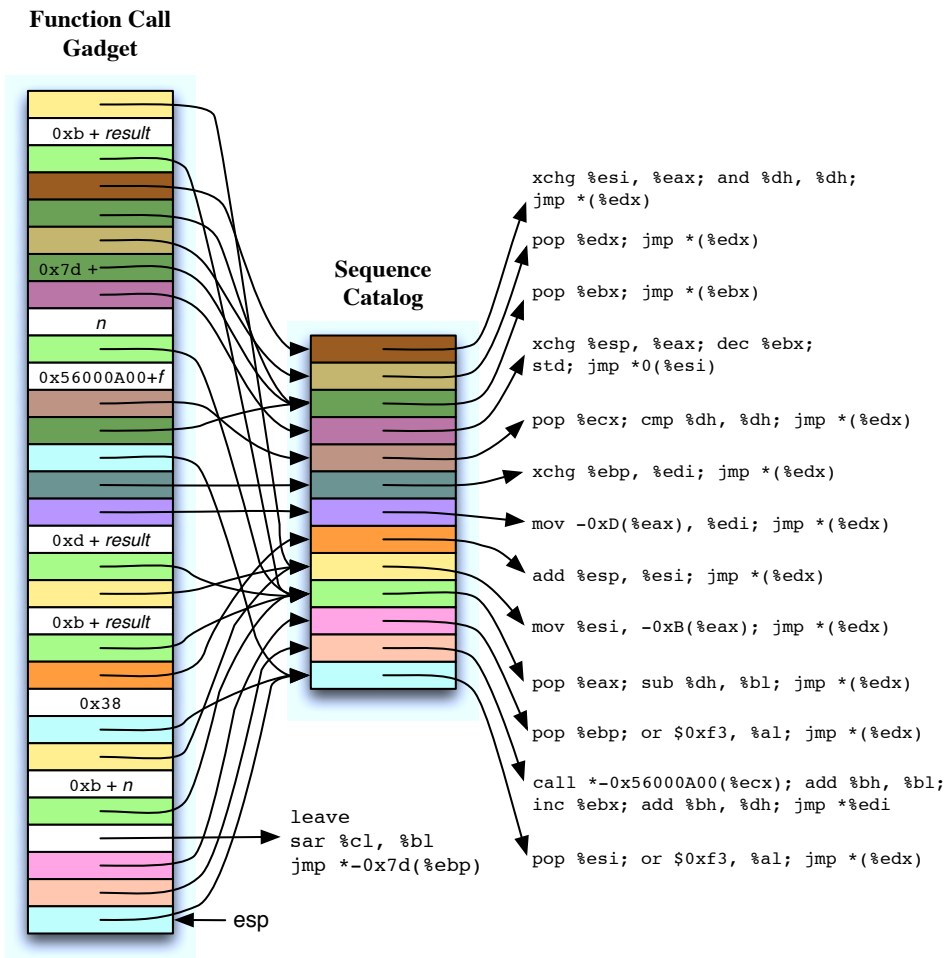 Function Call
Gadget
0xb + result
0x7d +
n
0x56000A00+f
0xd + result
0xb + result
0x38
0xb + n
esp
leave
sar %cl, %bl
jmp *-0x7d(%ebp)
Sequence
Catalog
xchg %esi, %eax; and %dh, %dh;
jmp *(%edx)
pop %edx; jmp *(%edx)
pop %ebx; jmp *(%ebx)
xchg %esp, %eax; dec %ebx;
std; jmp *0(%esi)
pop %ecx; cmp %dh, %dh; jmp *(%edx)
xchg %ebp, %edi; jmp *(%edx)
mov -0xD(%eax), %edi; jmp *(%edx)
add %esp, %esi; jmp *(%edx)
mov %esi, -0xB(%eax); jmp *(%edx)
pop %eax; sub %dh, %bl; jmp *(%edx)
pop %ebp; or $0xf3, %al; jmp *(%edx)
call *-0x56000A00(%ecx); add %bh, %bl;
inc %ebx; add %bh, %dh; jmp *%edi
pop %esi; or $0xf3, %al; jmp *(%edx)